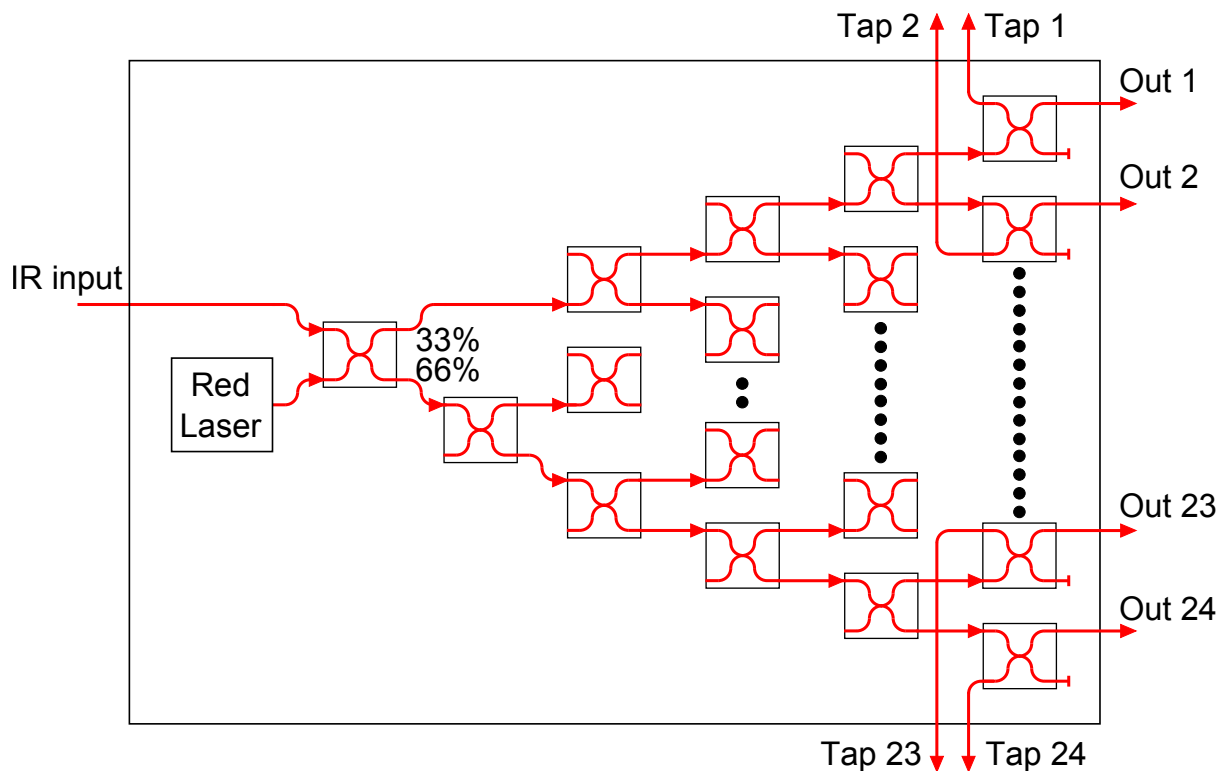 Tap 2 Tap 1
Out 1
Out 2
IR input
33%
66%
Red
Laser
Out 23
Out 24
Tap 23 Tap 24